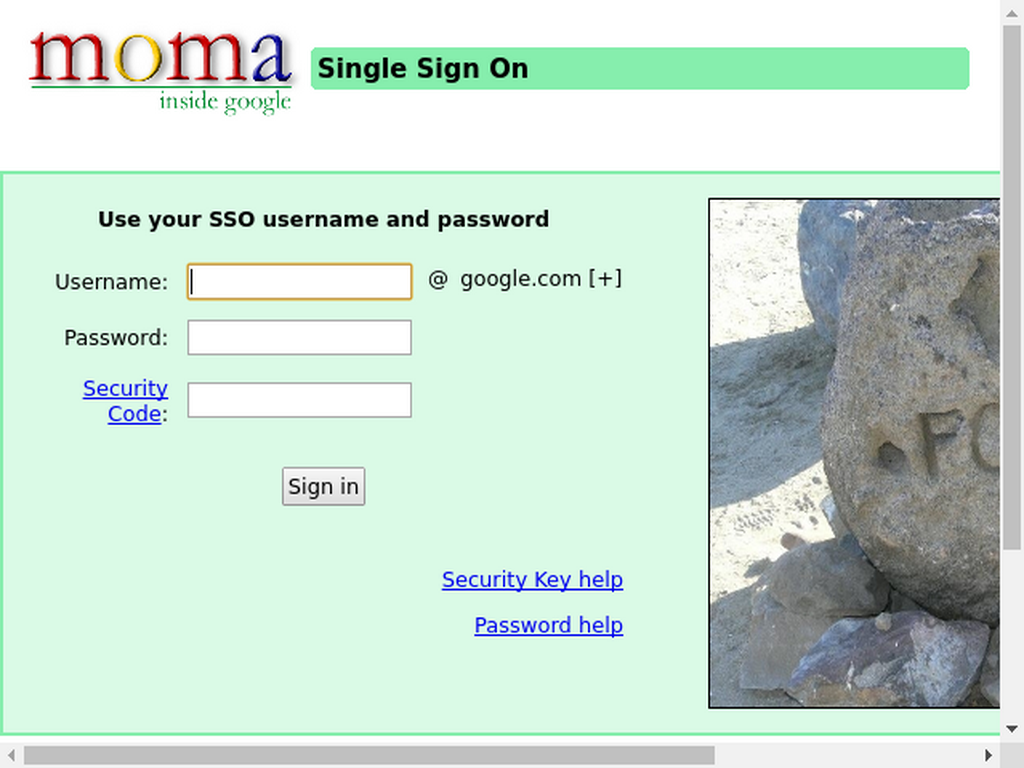 moma
inside google
Single Sign On
Use your SSO username and password
Username:
@ google.com [+]
Password:
Security
Code:
Sign in
Security Key help
Password help